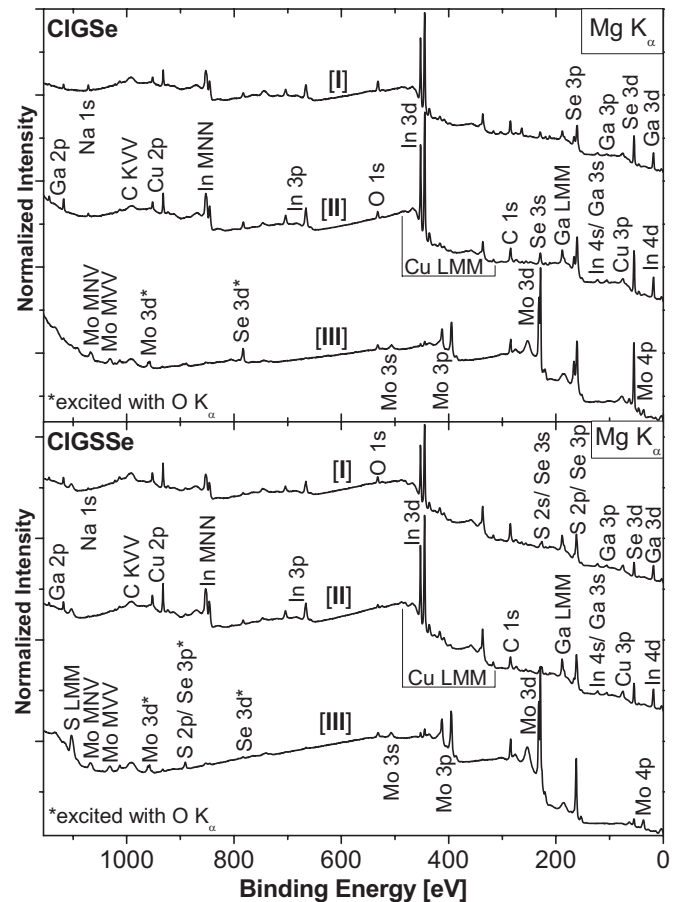 CIGSe
Mg Kα
[I]
Ga 2p
Na 1s
C KVV
Cu 2p
In MNN
In 3p
[II]
O 1s
In 3d
Cu LMM
C 1s
Se 3s
Ga LMM
Se 3p
In 4s/ Ga 3s
Ga 3p
Cu 3p
Se 3d
Ga 3d
In 4d
Mo MNV
Mo MVV
Mo 3d*
Se 3d*
[III]
Mo 3s
Mo 3p
Mo 3d
Mo 4p
*excited with O Kα
Normalized Intensity
CIGSSe
Mg Kα
[I]
O 1s
Ga 2p
Na 1s
C KVV
Cu 2p
In MNN
In 3p
[II]
In 3d
Cu LMM
C 1s
S 2s/ Se 3s
Ga LMM
S 2p/ Se 3p
In 4s/ Ga 3s
Ga 3p
Cu 3p
Se 3d
Ga 3d
In 4d
S LMM
Mo MNV
Mo MVV
Mo 3d*
S 2p/ Se 3p*
Se 3d*
[III]
Mo 3s
Mo 3p
Mo 3d
Mo 4p
*excited with O Kα
Normalized Intensity
1000 800 600 400 200 0
Binding Energy [eV]